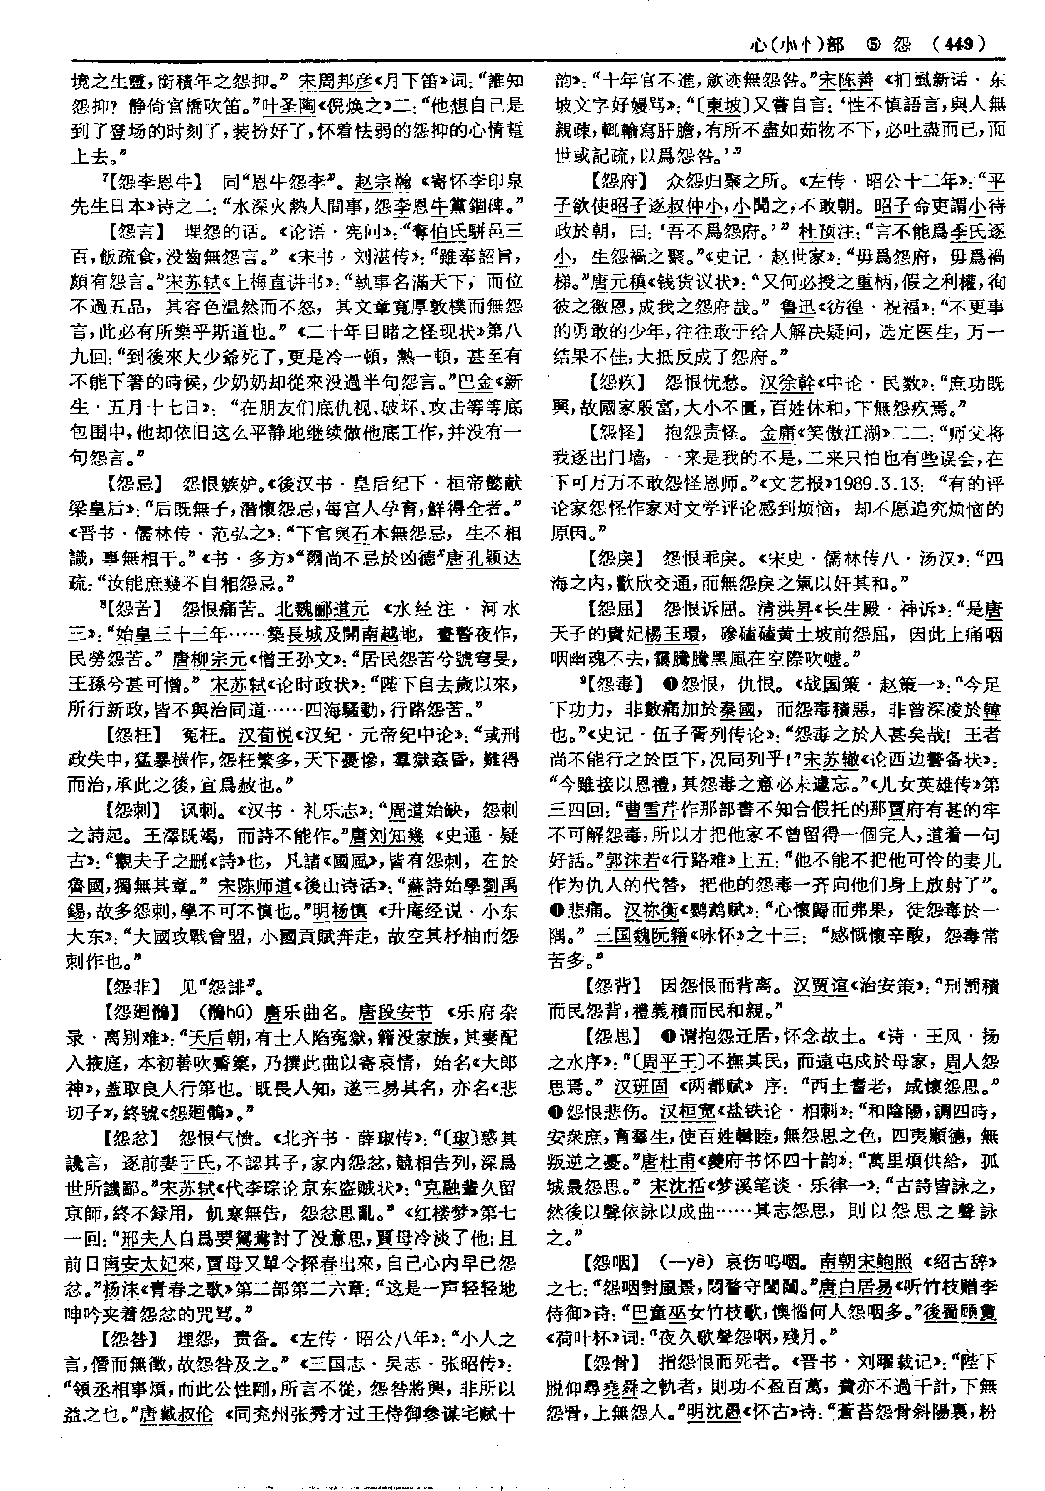 心(小忄)部 ⑤ 怨 (449)
境之生靈,銜積年之怨抑。” 宋周邦彦《月下笛》词:“誰知
怨抑? 靜倚官橋吹笛。”叶圣陶《倪焕之》二:“他想自己是
到了登场的时刻了,装扮好了,怀着怯弱的怨抑的心情踅
上去。”
⁷【怨李恩牛】 同“恩牛怨李”。赵宗瀚《寄怀李印泉
先生日本》诗之二:“水深火熱人間事,怨李恩牛黨錮碑。”
【怨言】 埋怨的话。《论语·宪问》:“奪伯氏駢邑三
百,飯疏食,没齒無怨言。” 《宋书·刘湛传》:“雖奉詔旨,
頗有怨言。”宋苏轼《上梅直讲书》:“執事名滿天下,而位
不過五品,其容色温然而不怒,其文章寬厚敦樸而無怨
言,此必有所樂乎斯道也。” 《二十年目睹之怪现状》第八
九回:“到後來大少爺死了,更是冷一頓,熱一頓,甚至有
不能下箸的時侯,少奶奶却從來没過半句怨言。”巴金《新
生·五月十七日》: “在朋友们底仇视、破坏、攻击等等底
包围中,他却依旧这么平静地继续做他底工作,并没有一
句怨言。”
【怨忌】 怨恨嫉妒。《後汉书·皇后纪下·桓帝懿献
梁皇后》:“后既無子,潛懷怨忌,每宫人孕育,鮮得全者。”
《晋书·儒林传·范弘之》:“下官與石木無怨忌,生不相
識,事無相干。”《书·多方》“爾尚不忌於凶德”唐孔颖达
疏:“汝能庶幾不自相怨忌。”
⁸【怨苦】 怨恨痛苦。北魏郦道元 《水经注·河水
三》:“始皇三十三年……築長城及開南越地,晝警夜作,
民勞怨苦。” 唐柳宗元《憎王孙文》:“居民怨苦兮號穹旻,
王孫兮甚可憎。” 宋苏轼《论时政状》:“陛下自去歲以來,
所行新政,皆不與治同道……四海騷動,行路怨苦。”
【怨枉】 冤枉。汉荀悦《汉纪·元帝纪中论》:“或刑
政失中,猛暴横作,怨枉繁多,天下憂慘,羣獄姦昏,難得
而治,承此之後,宜爲赦也。”
【怨刺】 讽刺。《汉书·礼乐志》:“周道始缺,怨刺
之詩起。王澤既竭,而詩不能作。”唐刘知幾 《史通·疑
古》:“觀夫子之删《詩》也,凡諸《國風》,皆有怨刺,在於
魯國,獨無其章。” 宋陈师道《後山诗话》:“蘇詩始學劉禹
錫,故多怨刺,學不可不慎也。”明杨慎 《升庵经说·小东
大东》:“大國攻戰會盟,小國貢賦奔走,故空其杼柚而怨
刺作也。”
【怨非】 见“怨誹”。
【怨廻鶻】 (鶻hú) 唐乐曲名。唐段安节 《乐府杂
录·离别难》:“天后朝,有士人陷冤獄,籍没家族,其妻配
入掖庭,本初善吹觱篥,乃撰此曲以寄哀情,始名《大郎
神》,蓋取良人行第也。既畏人知,遂三易其名,亦名《悲
切子》,終號《怨廻鶻》。”
【怨忿】 怨恨气愤。《北齐书·薛琡传》:“〔琡〕惑其
讒言,逐前妻于氏,不認其子,家内怨忿,競相告列,深爲
世所譏鄙。”宋苏轼《代李琮论京东盗贼状》:“克融輩久留
京師,終不録用,飢寒無告,怨忿思亂。”《红楼梦》第七
一回:“邢夫人自爲要鴛鴦討了没意思,賈母冷淡了他;且
前日南安太妃來,賈母又單令探春出來,自己心内早已怨
忿。”杨沫《青春之歌》第二部第二六章:“这是一声轻轻地
呻吟夹着怨忿的咒骂。”
【怨咎】 埋怨,责备。《左传·昭公八年》:“小人之
言,僭而無徵,故怨咎及之。” 《三国志·吴志·张昭传》:
“領丞相事煩,而此公性剛,所言不從,怨咎將興,非所以
益之也。”唐戴叔伦 《同兖州张秀才过王侍御参谋宅赋十
韵》:“十年官不進,斂迹無怨咎。”宋陈善 《扪虱新话·东
坡文字好嫚骂》:“〔東坡〕又嘗自言:‘性不慎語言,與人無
親疎,輒輸寫肝膽,有所不盡如茹物不下,必吐盡而已,而
世或記疏,以爲怨咎。’”
【怨府】 众怨归聚之所。《左传·昭公十二年》:“平
子欲使昭子逐叔仲小,小聞之,不敢朝。昭子命吏謂小待
政於朝,曰:‘吾不爲怨府。’” 杜预注:“言不能爲季氏逐
小,生怨禍之聚。”《史记·赵世家》:“毋爲怨府,毋爲禍
梯。”唐元稹《钱货议状》:“又何必授之重柄,假之利權,徇
彼之徼恩,成我之怨府哉。” 鲁迅《彷徨·祝福》:“不更事
的勇敢的少年,往往敢于给人解决疑问,选定医生,万一
结果不佳,大抵反成了怨府。”
【怨疚】 怨恨忧愁。汉徐幹《中论·民数》:“庶功既
興,故國家殷富,大小不匱,百姓休和,下無怨疚焉。”
【怨怪】 抱怨责怪。金庸《笑傲江湖》二二:“师父将
我逐出门墙,一来是我的不是,二来只怕也有些误会,在
下可万万不敢怨怪恩师。”《文艺报》1989.3.13: “有的评
论家怨怪作家对文学评论感到烦恼,却不愿追究烦恼的
原因。”
【怨戾】 怨恨乖戾。《宋史·儒林传八·汤汉》:“四
海之内,歡欣交通,而無怨戾之氣以奸其和。”
【怨屈】 怨恨诉屈。清洪昇《长生殿·神诉》:“是唐
天子的貴妃楊玉環,磣磕磕黄土坡前怨屈,因此上痛咽
咽幽魂不去,靄騰騰黑風在空際吹噓。”
⁹【怨毒】 ❶怨恨,仇恨。《战国策·赵策一》:“今足
下功力,非數痛加於秦國,而怨毒積惡,非曾深凌於韓
也。”《史记·伍子胥列传论》:“怨毒之於人甚矣哉!王者
尚不能行之於臣下,况同列乎!”宋苏辙《论西边警备状》:
“今雖接以恩禮,其怨毒之意必未遽忘。”《儿女英雄传》第
三四回:“曹雪芹作那部書不知合假托的那賈府有甚的牢
不可解怨毒,所以才把他家不曾留得一個完人,道着一句
好話。”郭沫若《行路难》上五:“他不能不把他可怜的妻儿
作为仇人的代替,把他的怨毒一齐向他们身上放射了”。
❷悲痛。汉祢衡《鹦鹉赋》:“心懷歸而弗果,徒怨毒於一
隅。” 三国魏阮籍《咏怀》之十三: “感慨懷辛酸,怨毒常
苦多。”
【怨背】 因怨恨而背离。汉贾谊《治安策》:“刑罰積
而民怨背,禮義積而民和親。”
【怨思】 ❶谓抱怨迁居,怀念故土。《诗·王风·扬
之水序》:“〔周平王〕不撫其民,而遠屯戍於母家,周人怨
思焉。” 汉班固 《两都赋》序: “西土耆老,咸懷怨思。”
❷怨恨悲伤。汉桓宽《盐铁论·相刺》:“和陰陽,調四時,
安衆庶,育羣生,使百姓輯睦,無怨思之色,四夷順德,無
叛逆之憂。”唐杜甫《夔府书怀四十韵》:“萬里煩供給,孤
城最怨思。” 宋沈括《梦溪笔谈·乐律一》:“古詩皆詠之,
然後以聲依詠以成曲……其志怨思,則以怨思之聲詠
之。”
【怨咽】 (—yè) 哀伤呜咽。南朝宋鲍照 《绍古辞》
之七:“怨咽對風景,悶瞀守閨闥。”唐白居易《听竹枝赠李
侍御》诗:“巴童巫女竹枝歌,懊惱何人怨咽多。”後蜀顾敻
《荷叶杯》词:“夜久歌聲怨咽,殘月。”
【怨骨】 指怨恨而死者。《晋书·刘曜载记》:“陛下
脱仰尋堯舜之軌者,則功不盈百萬,費亦不過千計,下無
怨骨,上無怨人。”明沈愚《怀古》诗:“蒼苔怨骨斜陽裏,粉